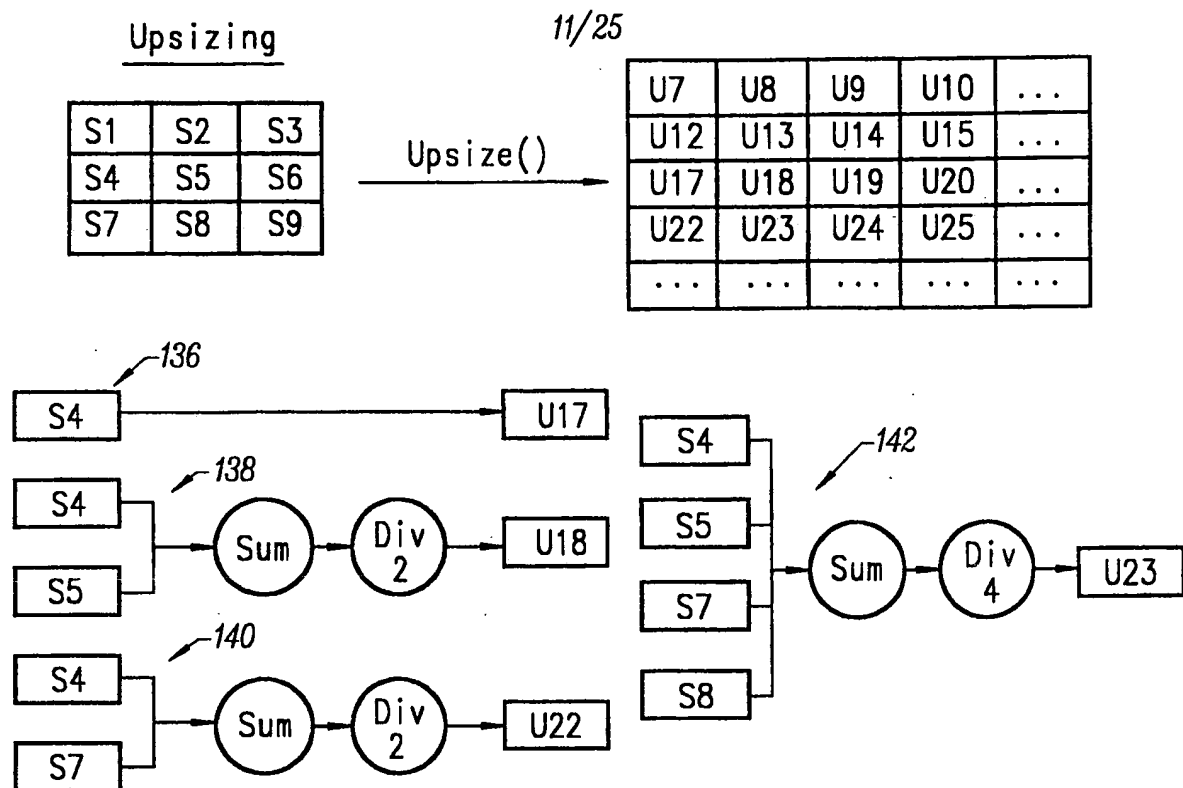 11/25
Upsizing
S1 S2 S3
S4 S5 S6
S7 S8 S9
Upsize()
U7 U8 U9 U10 ...
U12 U13 U14 U15 ...
U17 U18 U19 U20 ...
U22 U23 U24 U25 ...
... ... ... ... ...
136
S4 U17
138
S4
S5
Sum
Div 2
U18
140
S4
S7
Sum
Div 2
U22
142
S4
S5
S7
S8
Sum
Div 4
U23